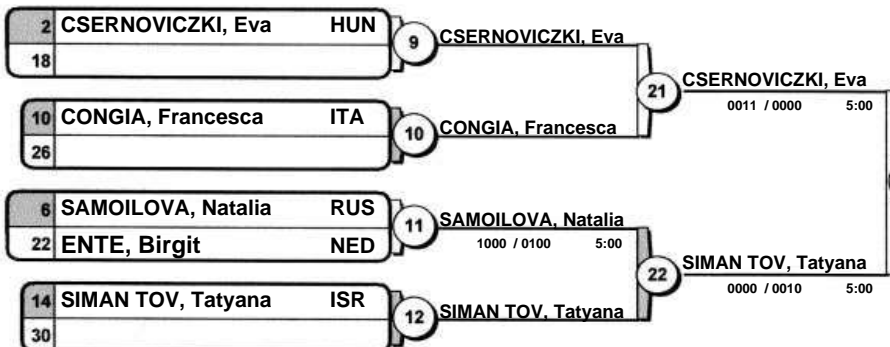 2 CSERNOVICZKI, Eva HUN
18
9 CSERNOVICZKI, Eva
21 CSERNOVICZKI, Eva
0011 / 0000 5:00
10 CONGIA, Francesca ITA
26
10 CONGIA, Francesca
6 SAMOILOVA, Natalia RUS
22 ENTE, Birgit NED
11 SAMOILOVA, Natalia
1000 / 0100 5:00
22 SIMAN TOV, Tatyana
0000 / 0010 5:00
14 SIMAN TOV, Tatyana ISR
30
12 SIMAN TOV, Tatyana